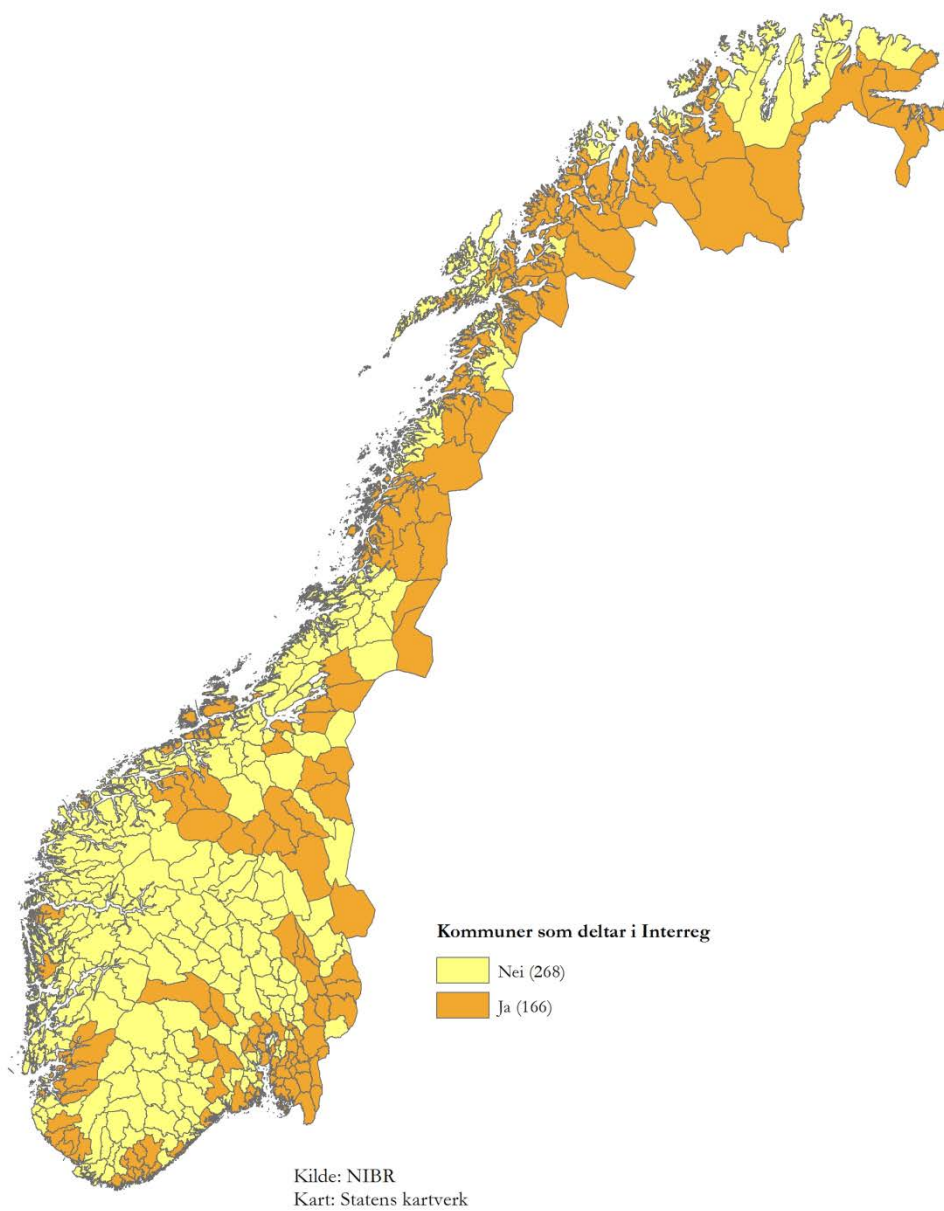 Kommuner som deltar i Interreg
Nei (268)
Ja (166)
Kilde: NIBR
Kart: Statens kartverk